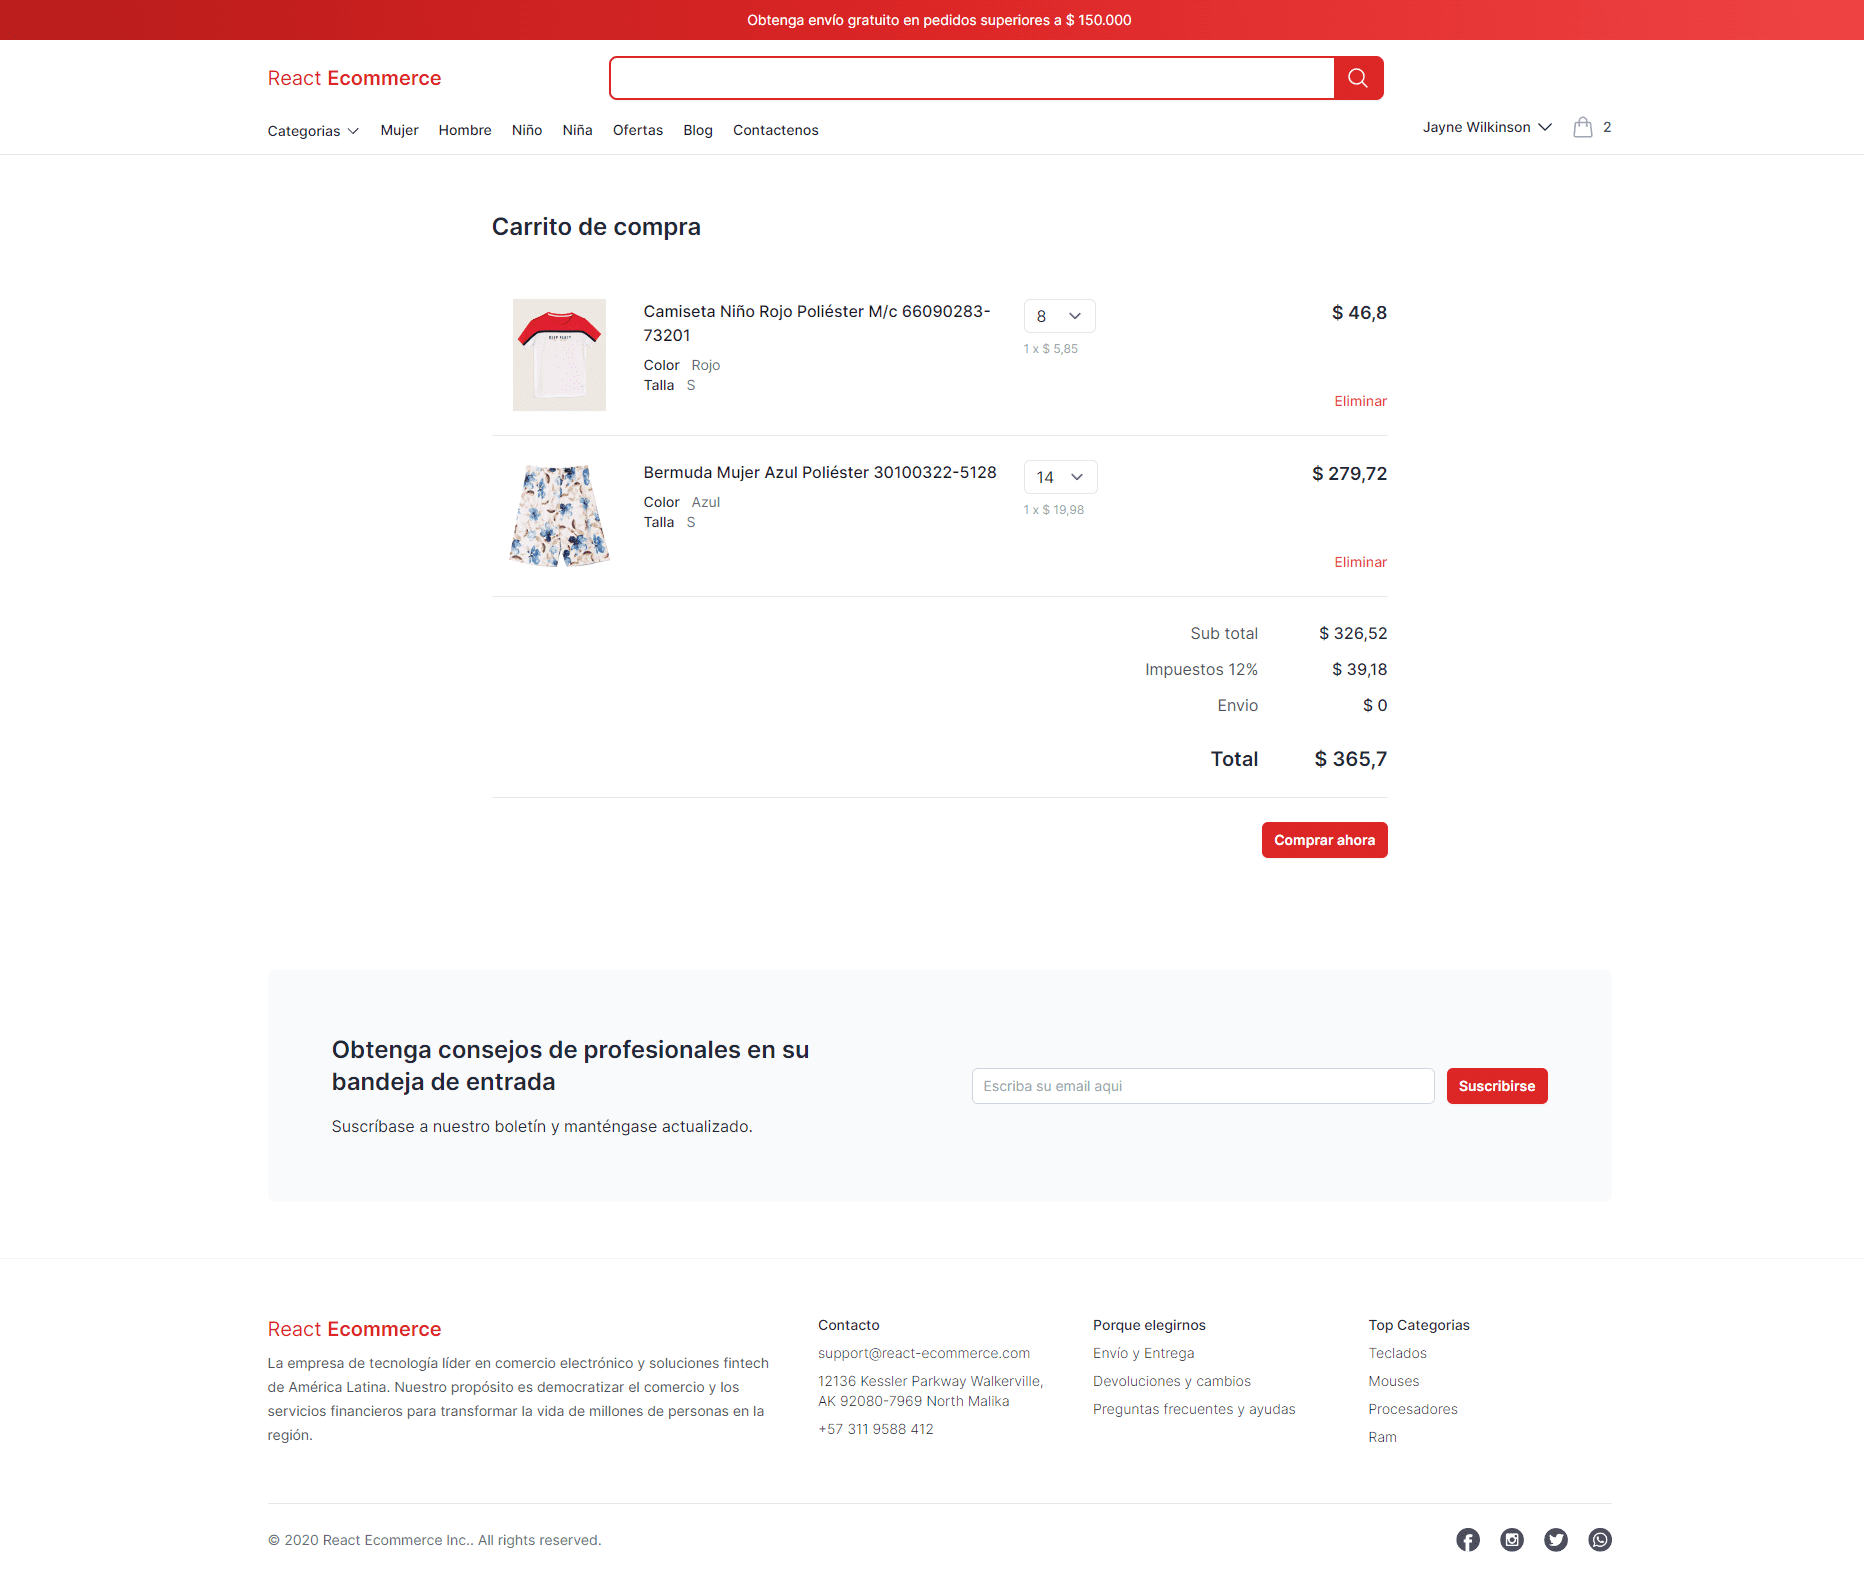 Obtenga envío gratuito en pedidos superiores a $ 150.000
React Ecommerce
Categorias
Mujer
Hombre
Niño
Niña
Ofertas
Blog
Contactenos
Jayne Wilkinson
2
Carrito de compra
Camiseta Niño Rojo Poliéster M/c 66090283-
73201
Color Rojo
Talla S
8
1 x $ 5,85
$ 46,8
Eliminar
Bermuda Mujer Azul Poliéster 30100322-5128
Color Azul
Talla S
14
1 x $ 19,98
$ 279,72
Eliminar
Sub total $ 326,52
Impuestos 12% $ 39,18
Envio $ 0
Total $ 365,7
Comprar ahora
Obtenga consejos de profesionales en su
bandeja de entrada
Suscríbase a nuestro boletín y manténgase actualizado.
Escriba su email aqui
Suscribirse
React Ecommerce
La empresa de tecnología líder en comercio electrónico y soluciones fintech
de América Latina. Nuestro propósito es democratizar el comercio y los
servicios financieros para transformar la vida de millones de personas en la
región.
Contacto
support@react-ecommerce.com
12136 Kessler Parkway Walkerville,
AK 92080-7969 North Malika
+57 311 9588 412
Porque elegirnos
Envío y Entrega
Devoluciones y cambios
Preguntas frecuentes y ayudas
Top Categorias
Teclados
Mouses
Procesadores
Ram
© 2020 React Ecommerce Inc.. All rights reserved.